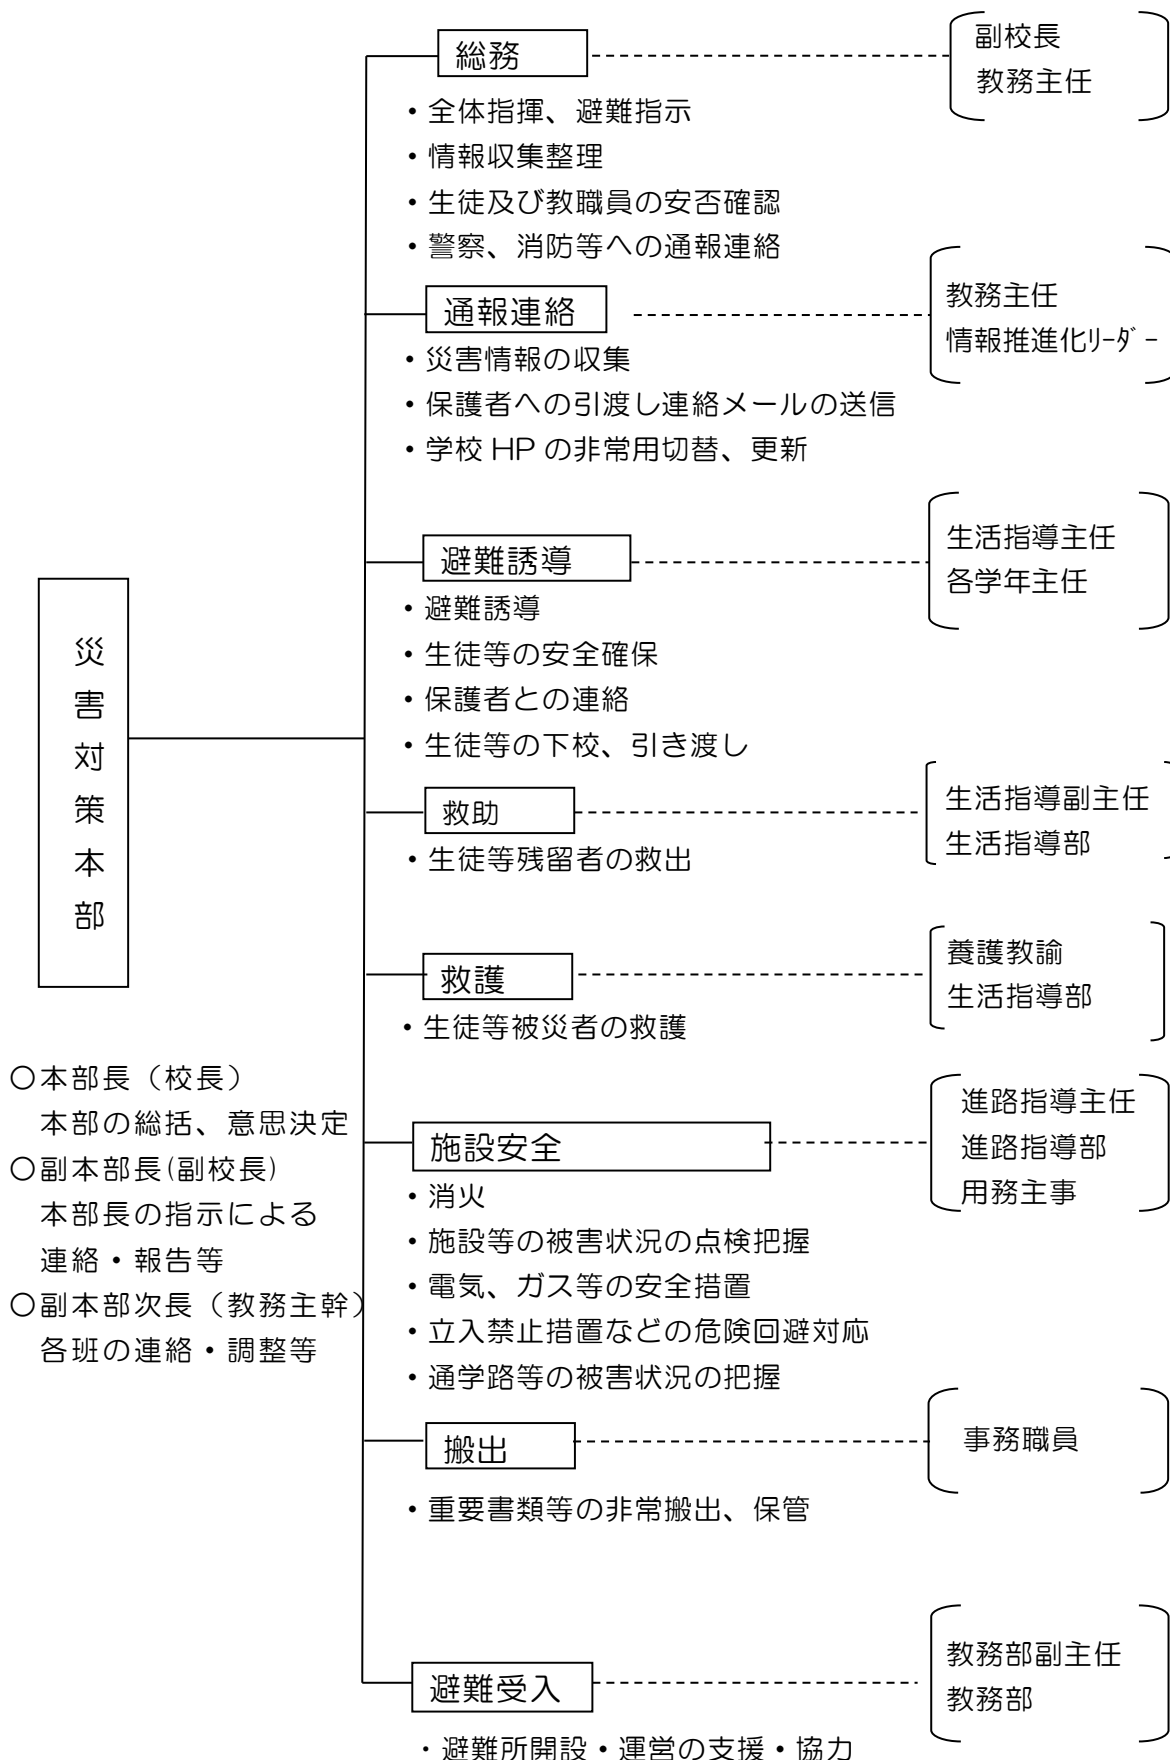 総務
副校長
教務主任
・全体指揮、避難指示
・情報収集整理
・生徒及び教職員の安否確認
・警察、消防等への通報連絡
通報連絡
教務主任
情報推進化ﾘｰﾀﾞｰ
・災害情報の収集
・保護者への引渡し連絡メールの送信
・学校 HP の非常用切替、更新
避難誘導
生活指導主任
各学年主任
・避難誘導
・生徒等の安全確保
・保護者との連絡
・生徒等の下校、引き渡し
災害対策本部
救助
生活指導副主任
生活指導部
・生徒等残留者の救出
救護
養護教諭
生活指導部
・生徒等被災者の救護
〇本部長（校長）
本部の総括、意思決定
〇副本部長(副校長)
本部長の指示による
連絡・報告等
〇副本部次長（教務主幹）
各班の連絡・調整等
施設安全
進路指導主任
進路指導部
用務主事
・消火
・施設等の被害状況の点検把握
・電気、ガス等の安全措置
・立入禁止措置などの危険回避対応
・通学路等の被害状況の把握
搬出
事務職員
・重要書類等の非常搬出、保管
避難受入
教務部副主任
教務部
・避難所開設・運営の支援・協力